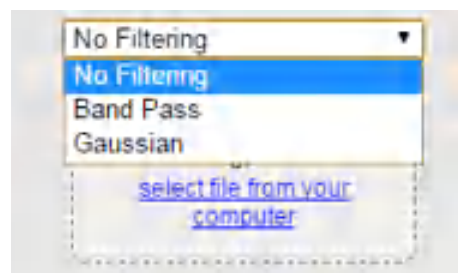 No Filtering
No Filtering
Band Pass
Gaussian
select file from your
computer